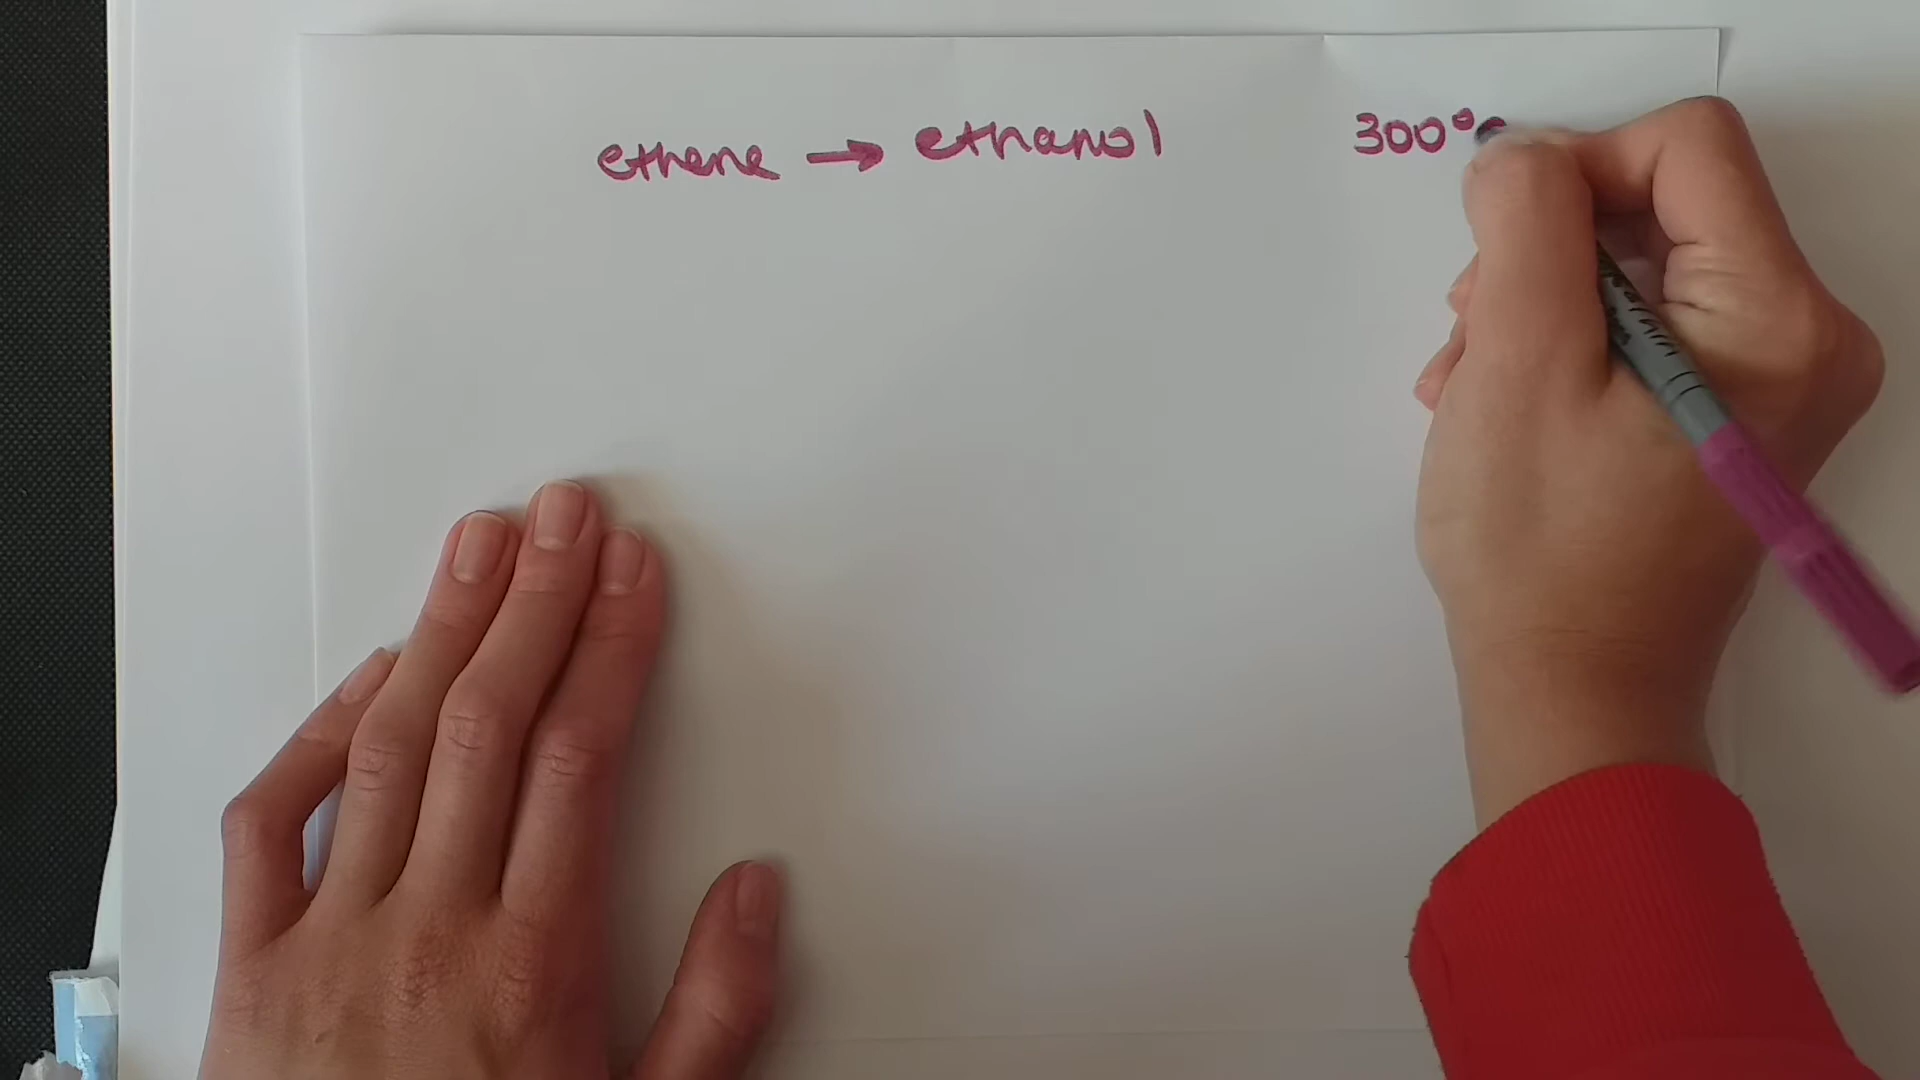 ethene → ethanol 300°c